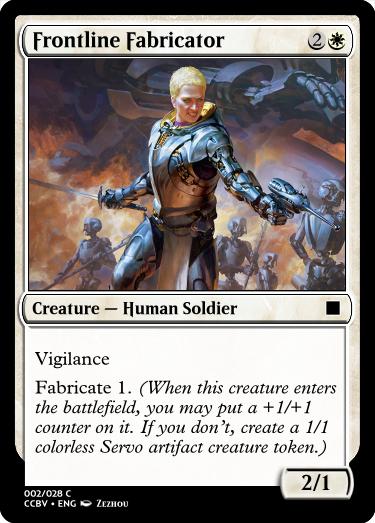 Frontline Fabricator 2
Creature — Human Soldier
Vigilance
Fabricate 1. (When this creature enters
the battlefield, you may put a +1/+1
counter on it. If you don't, create a 1/1
colorless Servo artifact creature token.)
2/1
002/028 C
CCBV • ENG Zezhou